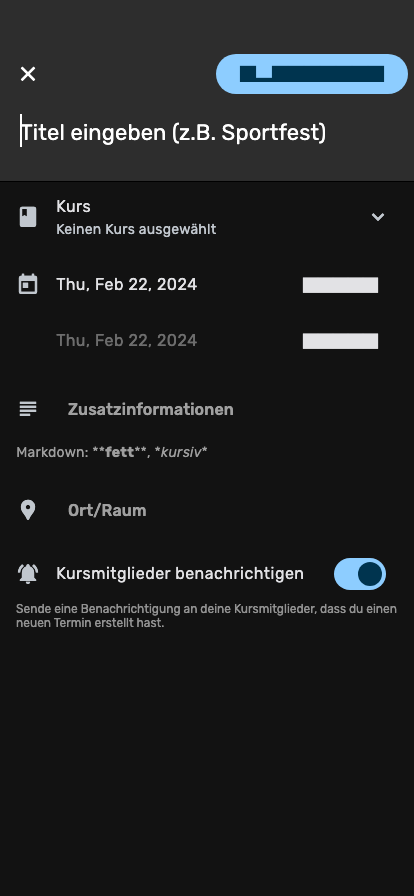 Titel eingeben (z.B. Sportfest)
Kurs
Keinen Kurs ausgewählt
Thu, Feb 22, 2024
Thu, Feb 22, 2024
Zusatzinformationen
Markdown: **fett**, *kursiv*
Ort/Raum
Kursmitglieder benachrichtigen
Sende eine Benachrichtigung an deine Kursmitglieder, dass du einen
neuen Termin erstellt hast.